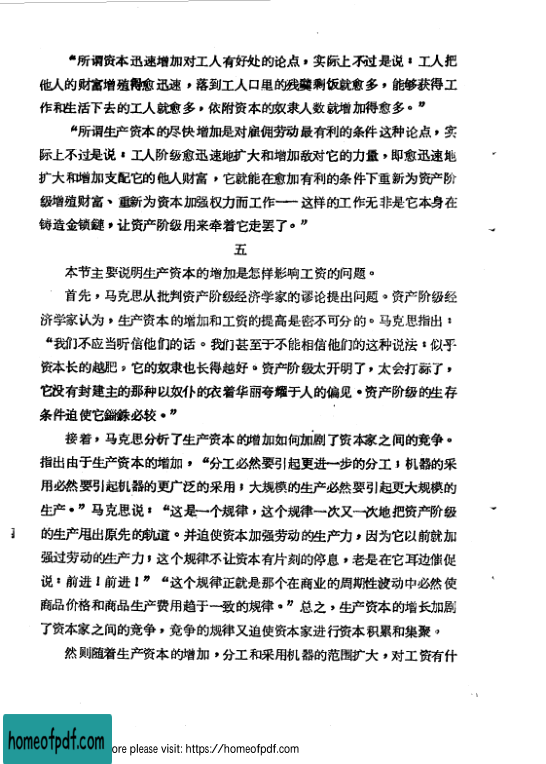 “所谓资本迅速增加对工人有好处的论点，实际上不过是说：工人把
他人的财富增殖得愈迅速，落到工人口里的残羹剩饭就愈多，能够获得工
作和生活下去的工人就愈多，依附资本的奴隶人数就增加得愈多。”
“所谓生产资本的尽快增加是对雇佣劳动最有利的条件这种论点，实
际上不过是说：工人阶级愈迅速地扩大和增加敌对它的力量，即愈迅速地
扩大和增加支配它的他人财富，它就能在愈加有利的条件下重新为资产阶
级增殖财富、重新为资本加强权力而工作——这样的工作无非是它本身在
铸造金锁链，让资产阶级用来牵着它走罢了。”
五
本节主要说明生产资本的增加是怎样影响工资的问题。
首先，马克思从批判资产阶级经济学家的谬论提出问题。资产阶级经
济学家认为，生产资本的增加和工资的提高是密不可分的。马克思指出：
“我们不应当听信他们的话。我们甚至于不能相信他们的这种说法：似乎
资本长的越肥，它的奴隶也长得越好。资产阶级太开明了，太会打算了，
它没有封建主的那种以奴仆的衣着华丽夸耀于人的偏见。资产阶级的生存
条件迫使它锱銖必较。”
接着，马克思分析了生产资本的增加如何加剧了资本家之间的竞争。
指出由于生产资本的增加，“分工必然要引起更进一步的分工；机器的采
用必然要引起机器的更广泛的采用；大规模的生产必然要引起更大规模的
生产。”马克思说：“这是一个规律，这个规律一次又一次地把资产阶级
的生产甩出原先的轨道。并迫使资本加强劳动的生产力，因为它以前就加
强过劳动的生产力；这个规律不让资本有片刻的停息，老是在它耳边催促
说：前进！前进！”“这个规律正就是那个在商业的周期性波动中必然使
商品价格和商品生产费用趋于一致的规律。”总之，生产资本的增长加剧
了资本家之间的竞争，竞争的规律又迫使资本家进行资本积累和集聚。
然则随着生产资本的增加，分工和采用机器的范围扩大，对工资有什
homeofpdf.com
ore please visit: https://homeofpdf.com